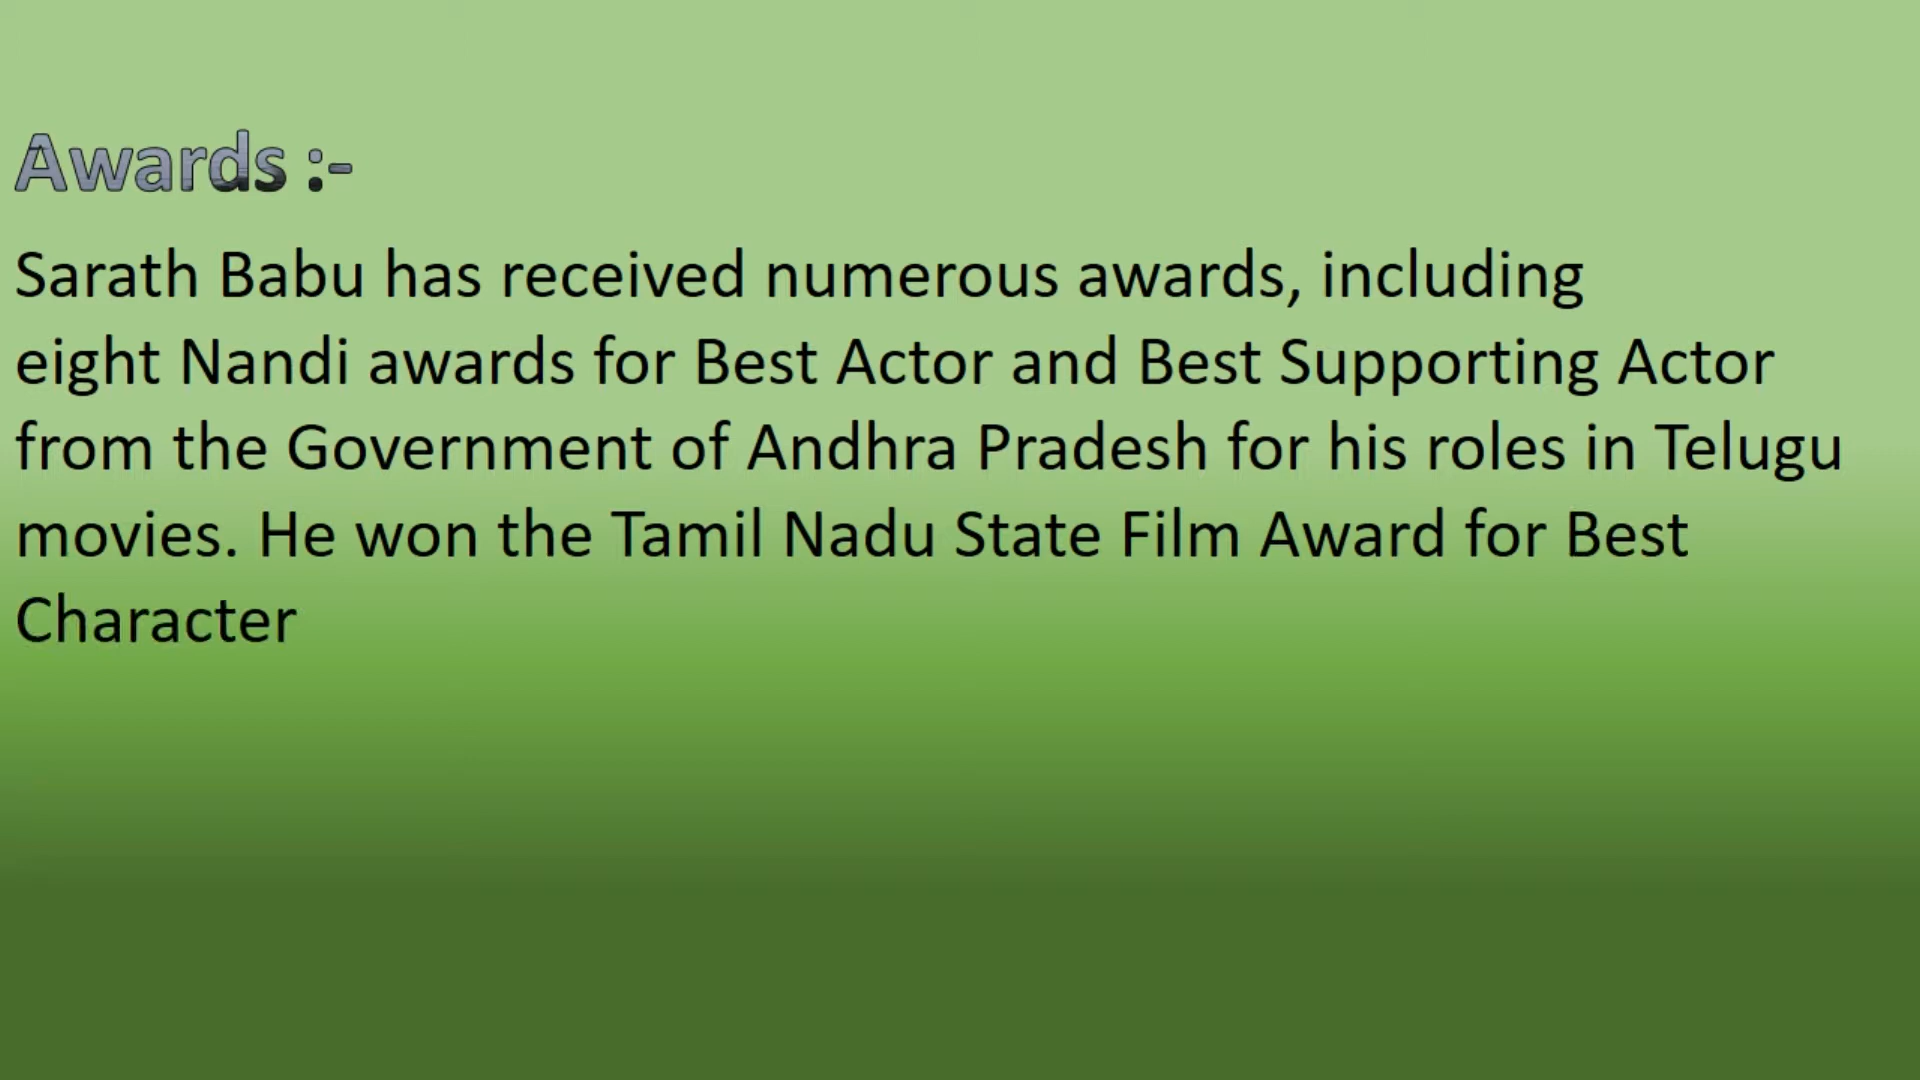 Awards :-
Sarath Babu has received numerous awards, including
eight Nandi awards for Best Actor and Best Supporting Actor
from the Government of Andhra Pradesh for his roles in Telugu
movies. He won the Tamil Nadu State Film Award for Best
Character